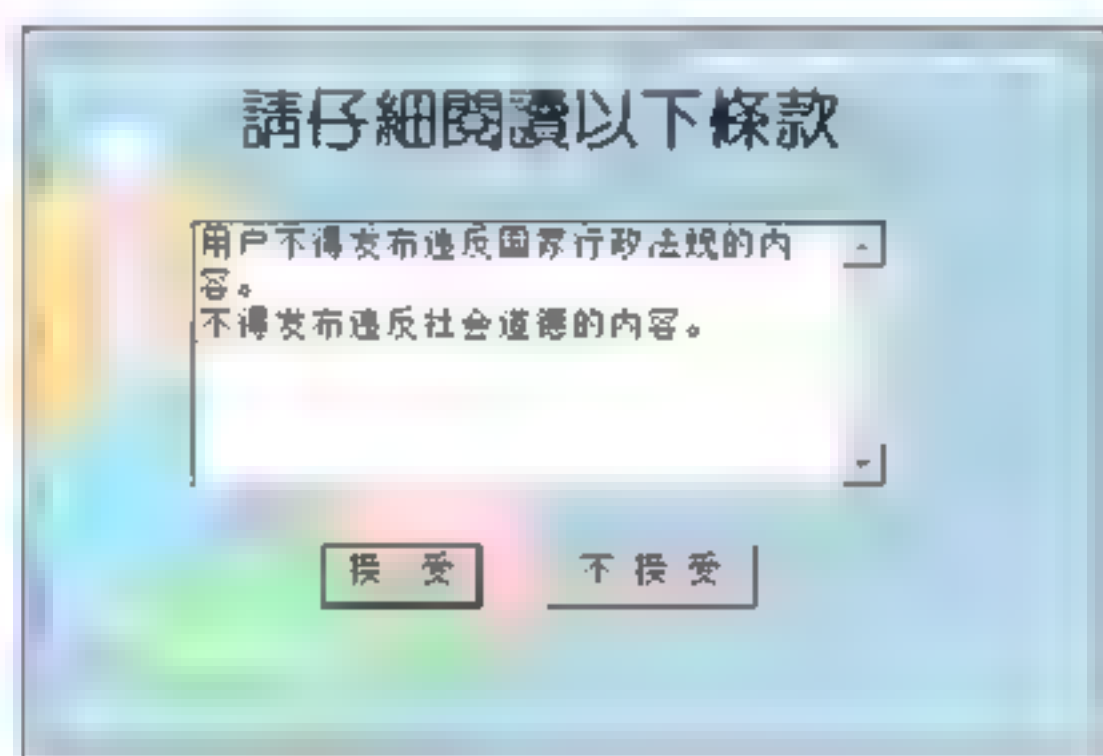 請仔細閱讀以下條款
用户不得发布违反国家行政法规的内
容。
不得发布违反社会道德的内容。
接 受
不 接 受